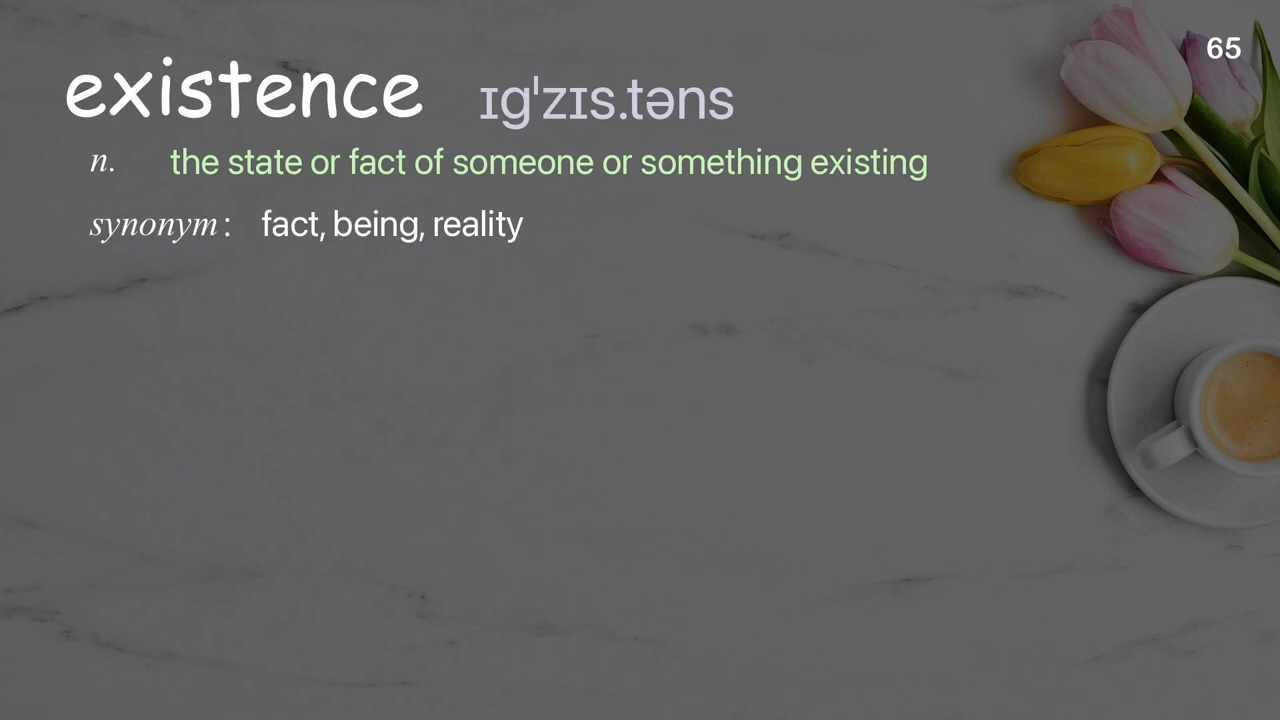 65
existence ɪgˈzɪs.təns
n. the state or fact of someone or something existing
synonym: fact, being, reality